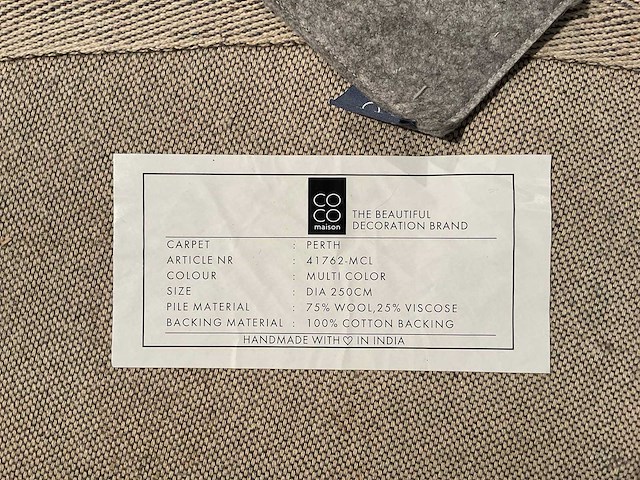 CO
CO
maison
THE BEAUTIFUL
DECORATION BRAND
CARPET : PERTH
ARTICLE NR : 41762-MCL
COLOUR : MULTI COLOR
SIZE : DIA 250CM
PILE MATERIAL : 75% WOOL,25% VISCOSE
BACKING MATERIAL : 100% COTTON BACKING
HANDMADE WITH♡IN INDIA